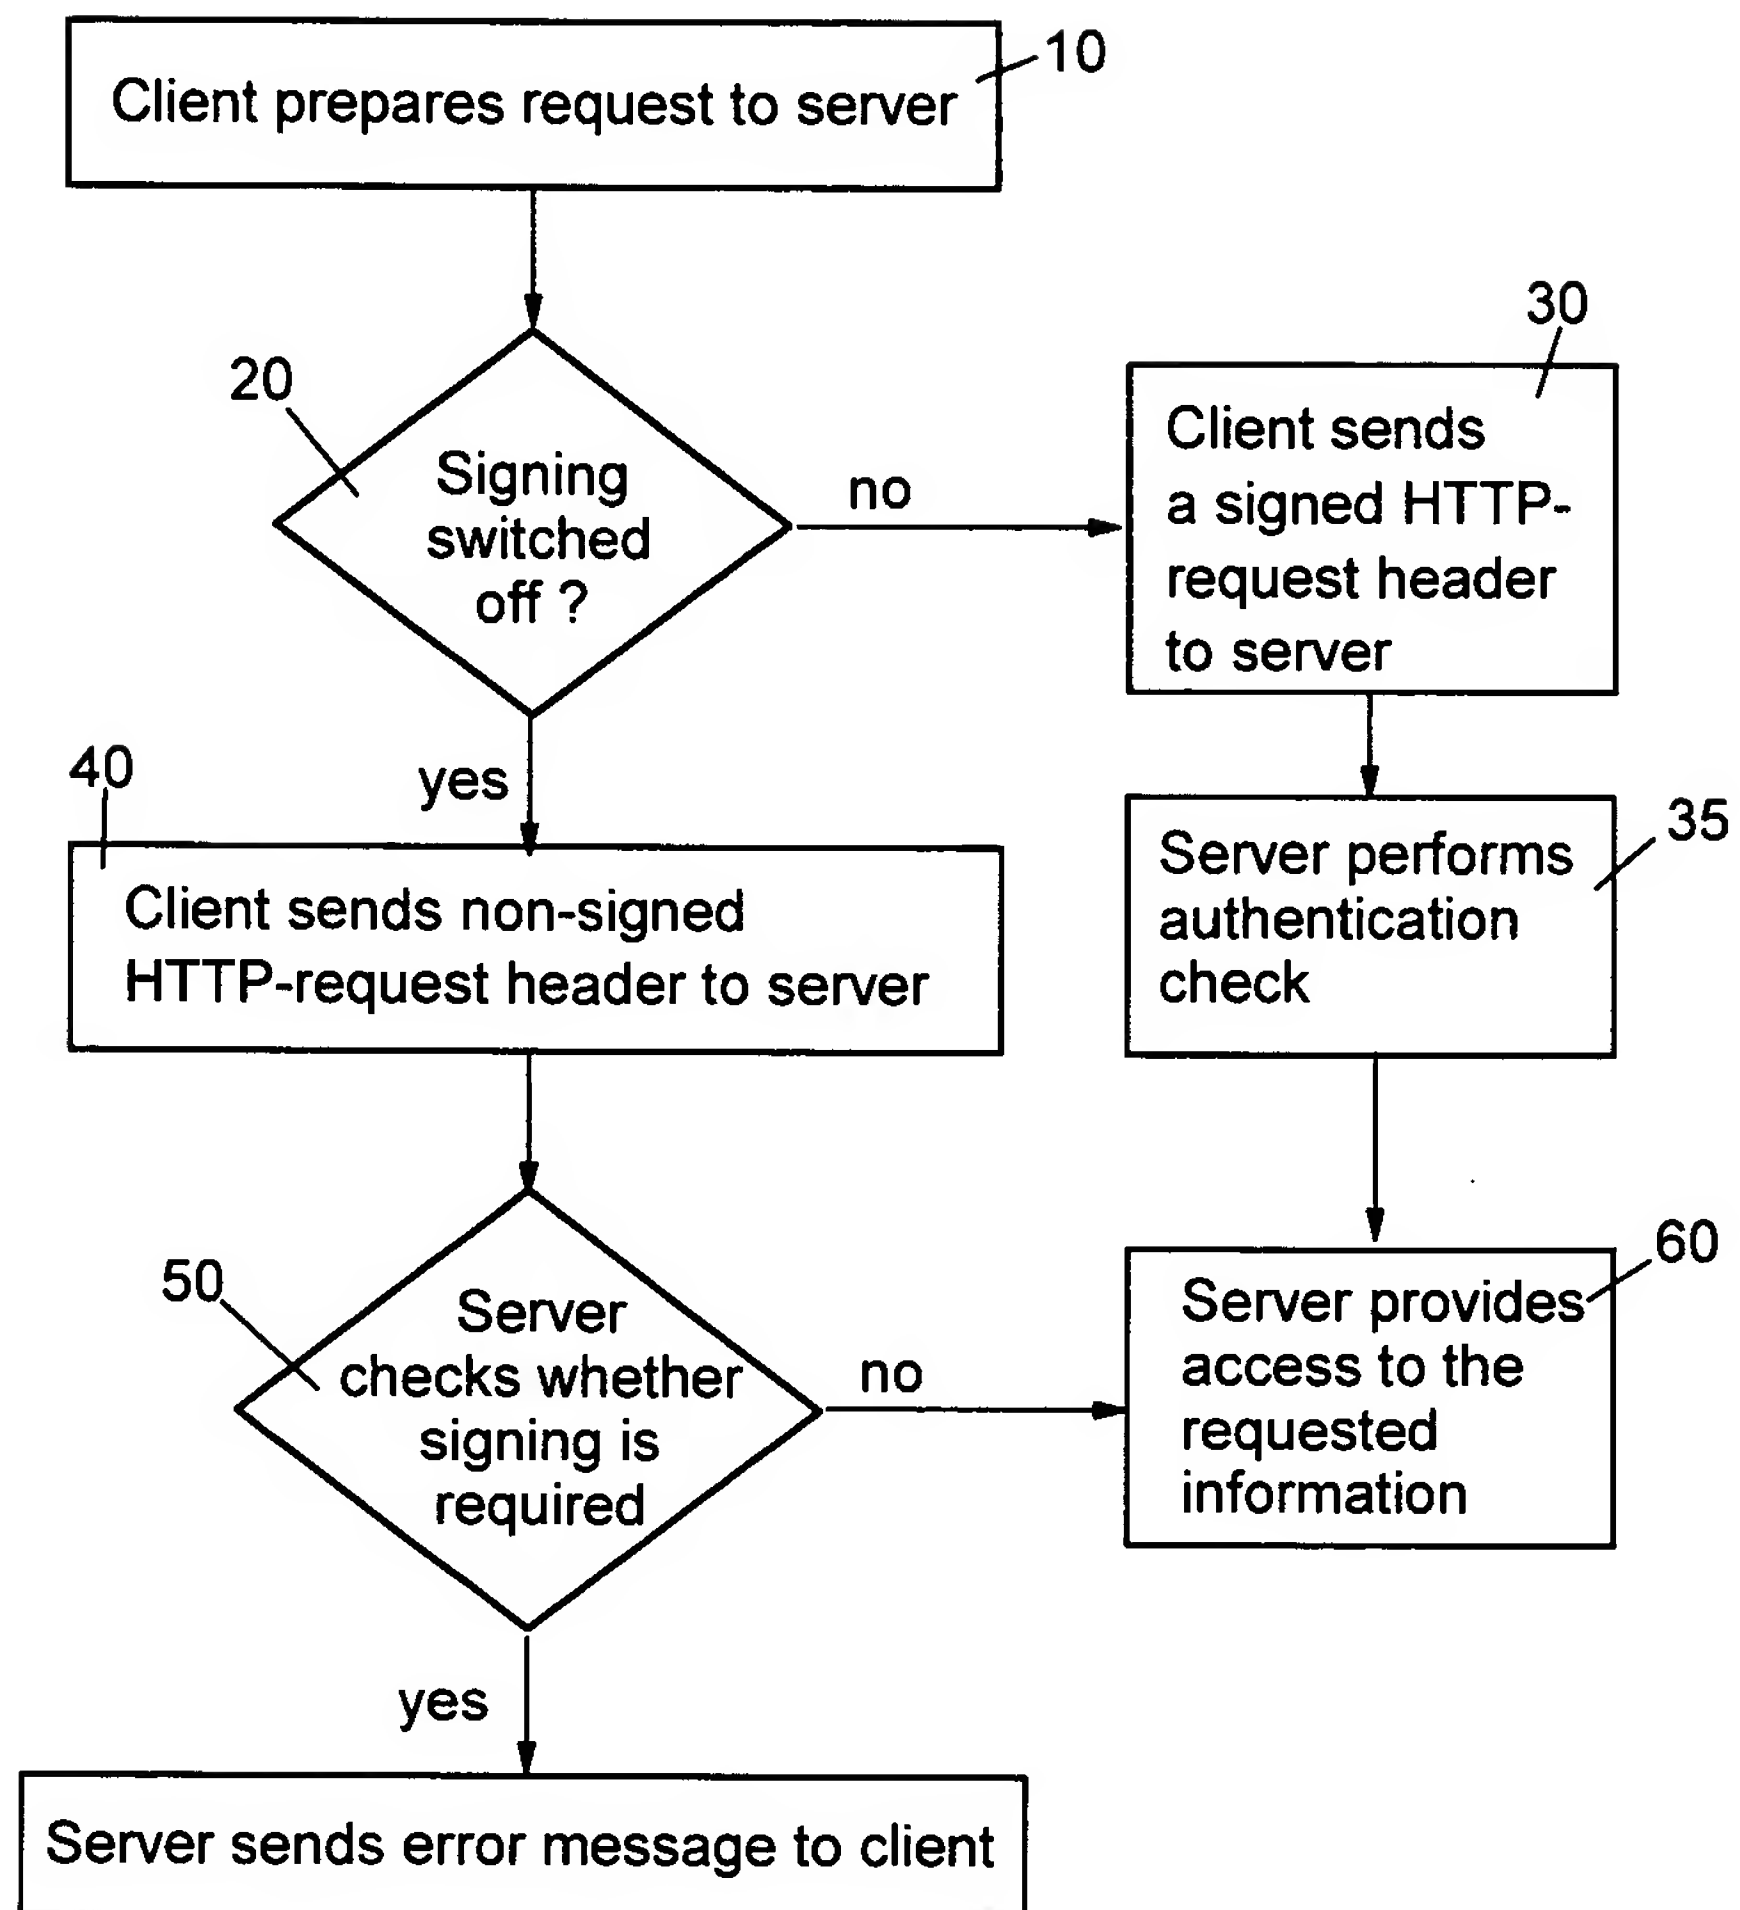 10
Client prepares request to server
20
Signing
switched
off ?
no
30
Client sends
a signed HTTP-
request header
to server
yes
40
Client sends non-signed
HTTP-request header to server
35
Server performs
authentication
check
50
Server
checks whether
signing is
required
no
60
Server provides
access to the
requested
information
yes
Server sends error message to client